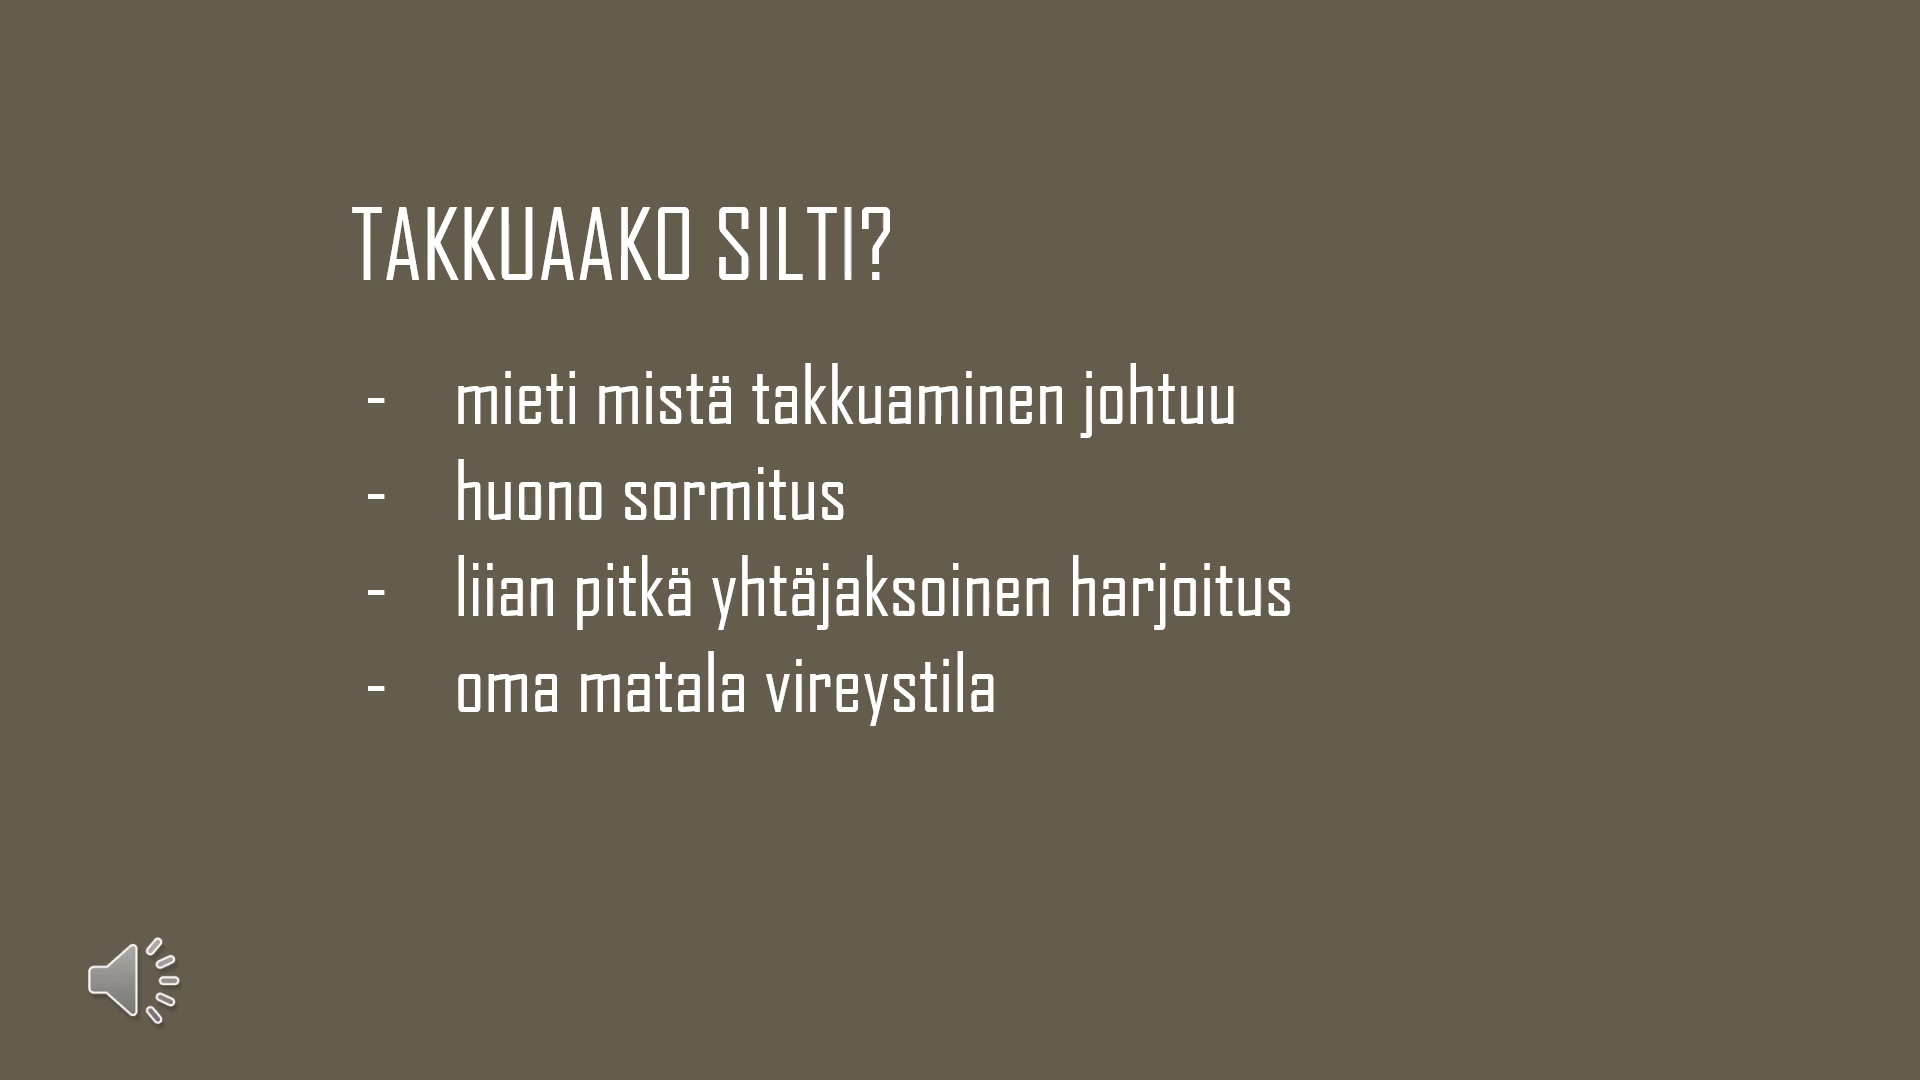 TAKKUAAKO SILTI?
- mieti mistä takkuaminen johtuu
- huono sormitus
- liian pitkä yhtäjaksoinen harjoitus
- oma matala vireystila